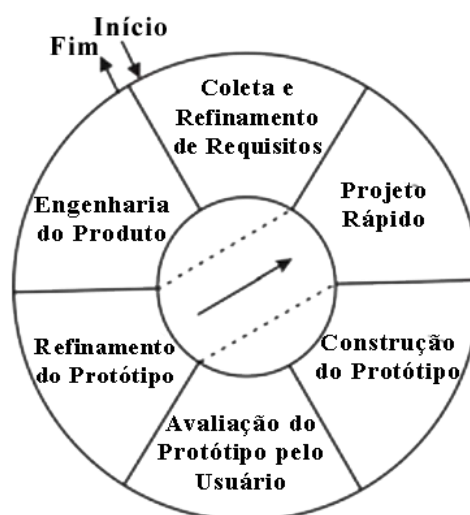 Início
Fim
Coleta e
Refinamento
de Requisitos
Projeto
Rápido
Construção
do Protótipo
Avaliação do
Protótipo pelo
Usuário
Refinamento
do Protótipo
Engenharia
do Produto